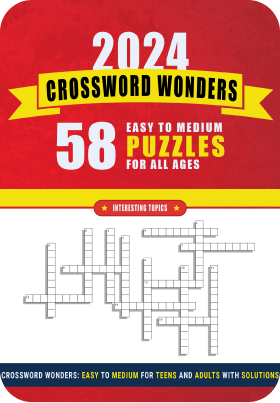 2024
CROSSWORD WONDERS
58
EASY TO MEDIUM
PUZZLES
FOR ALL AGES
★ INTERESTING TOPICS ★
CROSSWORD WONDERS: EASY TO MEDIUM FOR TEENS AND ADULTS WITH SOLUTIONS